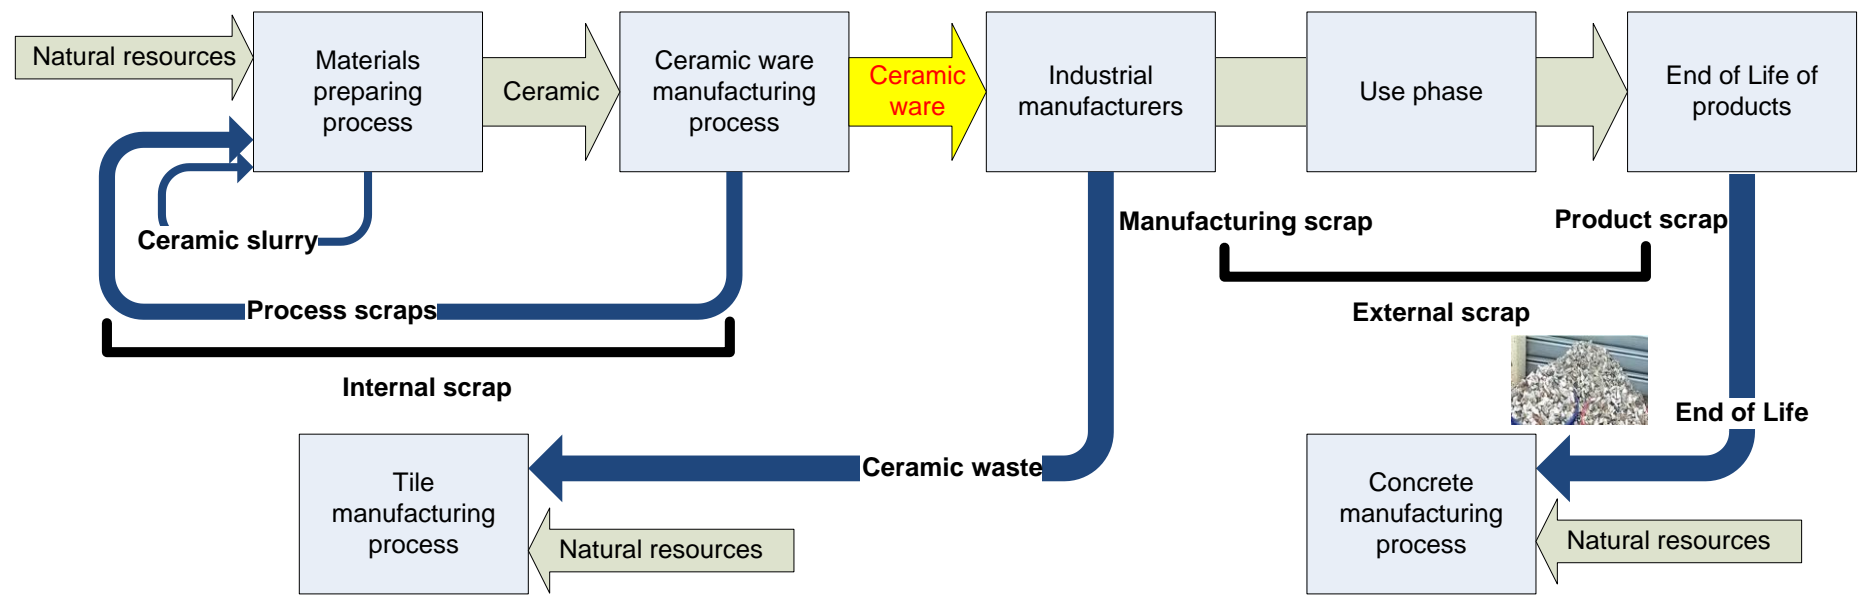 Natural resources
Materials
preparing
process
Ceramic
Ceramic ware
manufacturing
process
Ceramic
ware
Industrial
manufacturers
Use phase
End of Life of
products
Ceramic slurry
Manufacturing scrap
Product scrap
Process scraps
External scrap
Internal scrap
End of Life
Tile
manufacturing
process
Ceramic waste
Natural resources
Concrete
manufacturing
process
Natural resources